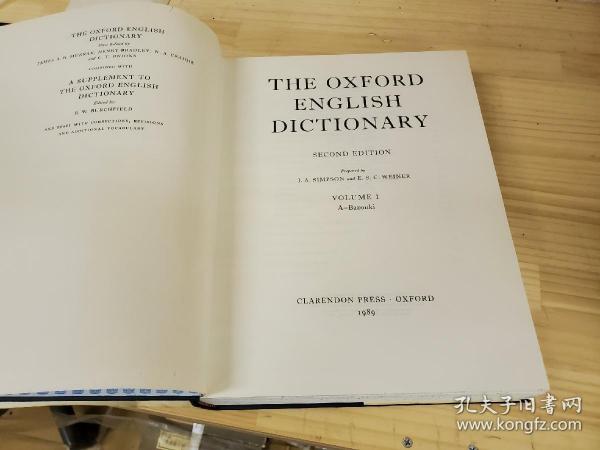 THE OXFORD ENGLISH
DICTIONARY
First Edited by
JAMES A. H. MURRAY, HENRY BRADLEY, W. A. CRAIGIE
and C. T. ONIONS
COMBINED WITH
A SUPPLEMENT TO
THE OXFORD ENGLISH
DICTIONARY
Edited by
R. W. BURCHFIELD
AND RESET WITH CORRECTIONS, REVISIONS
AND ADDITIONAL VOCABULARY
THE OXFORD
ENGLISH
DICTIONARY
SECOND EDITION
Prepared by
J. A. SIMPSON and E. S. C. WEINER
VOLUME I
A–Bazouki
CLARENDON PRESS · OXFORD
1989
孔夫子旧书网
kongfz.com